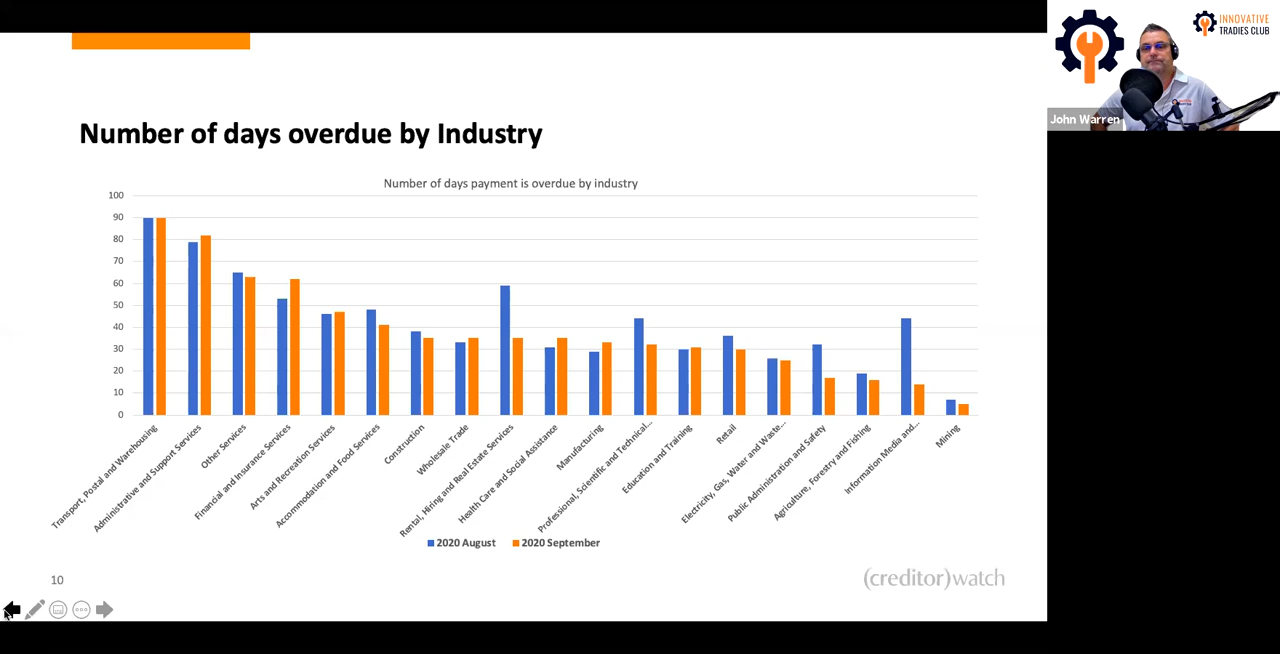 INNOVATIVE
TRADIES CLUB
John Warren
Number of days overdue by Industry
Number of days payment is overdue by industry
100
90
80
70
60
50
40
30
20
10
0
Transport, Postal and Warehousing
Administrative and Support Services
Other Services
Financial and Insurance Services
Arts and Recreation Services
Accommodation and Food Services
Construction
Wholesale Trade
Rental, Hiring and Real Estate Services
Health Care and Social Assistance
Manufacturing
Professional, Scientific and Technical...
Education and Training
Retail
Electricity, Gas, Water and Waste...
Public Administration and Safety
Agriculture, Forestry and Fishing
Information Media and...
Mining
2020 August 2020 September
10
(creditor)watch